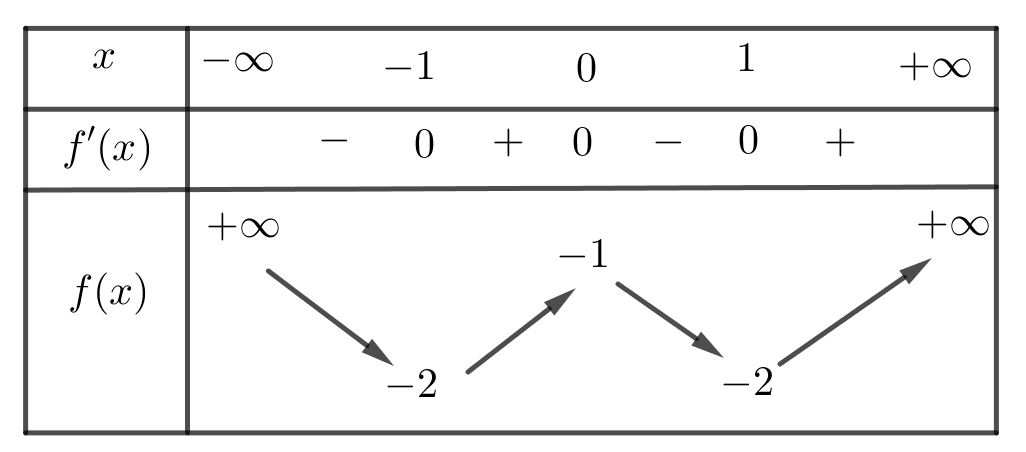 x −∞ −1 0 1 +∞
f′(x) − 0 + 0 − 0 +
+∞ −1 +∞
f(x)
−2 −2